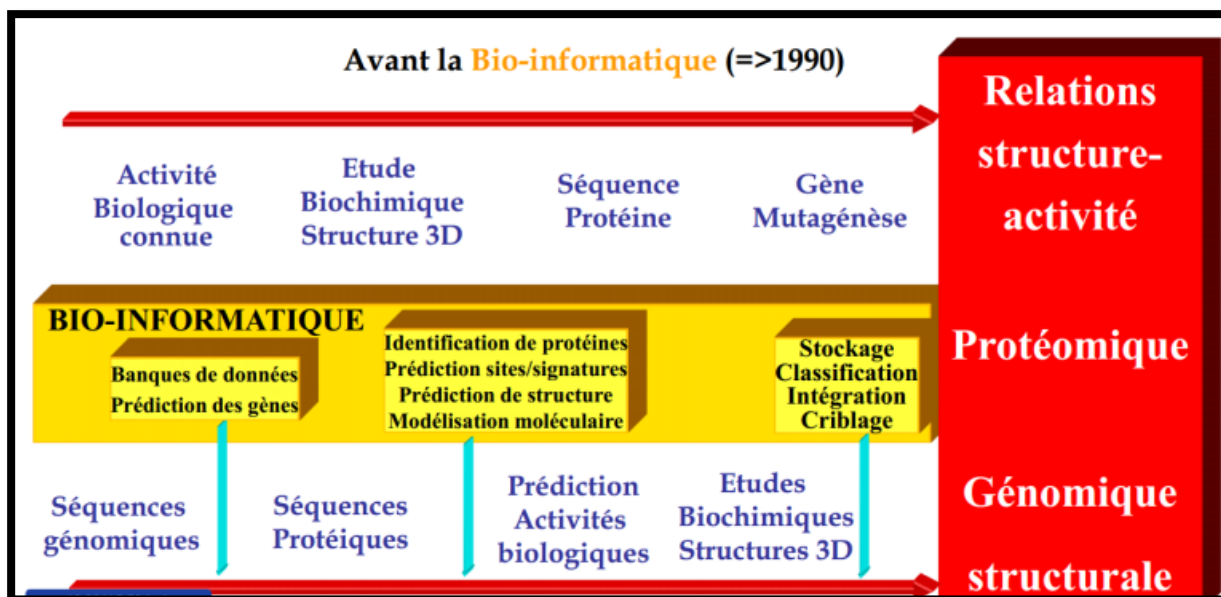 Avant la Bio-informatique (=>1990)
Activité
Biologique
connue
Etude
Biochimique
Structure 3D
Séquence
Protéine
Gène
Mutagénèse
Relations
structure-
activité
BIO-INFORMATIQUE
Banques de données
Prédiction des gènes
Identification de protéines
Prédiction sites/signatures
Prédiction de structure
Modélisation moléculaire
Stockage
Classification
Intégration
Criblage
Protéomique
Séquences
génomiques
Séquences
Protéiques
Prédiction
Activités
biologiques
Etudes
Biochimiques
Structures 3D
Génomique
structurale